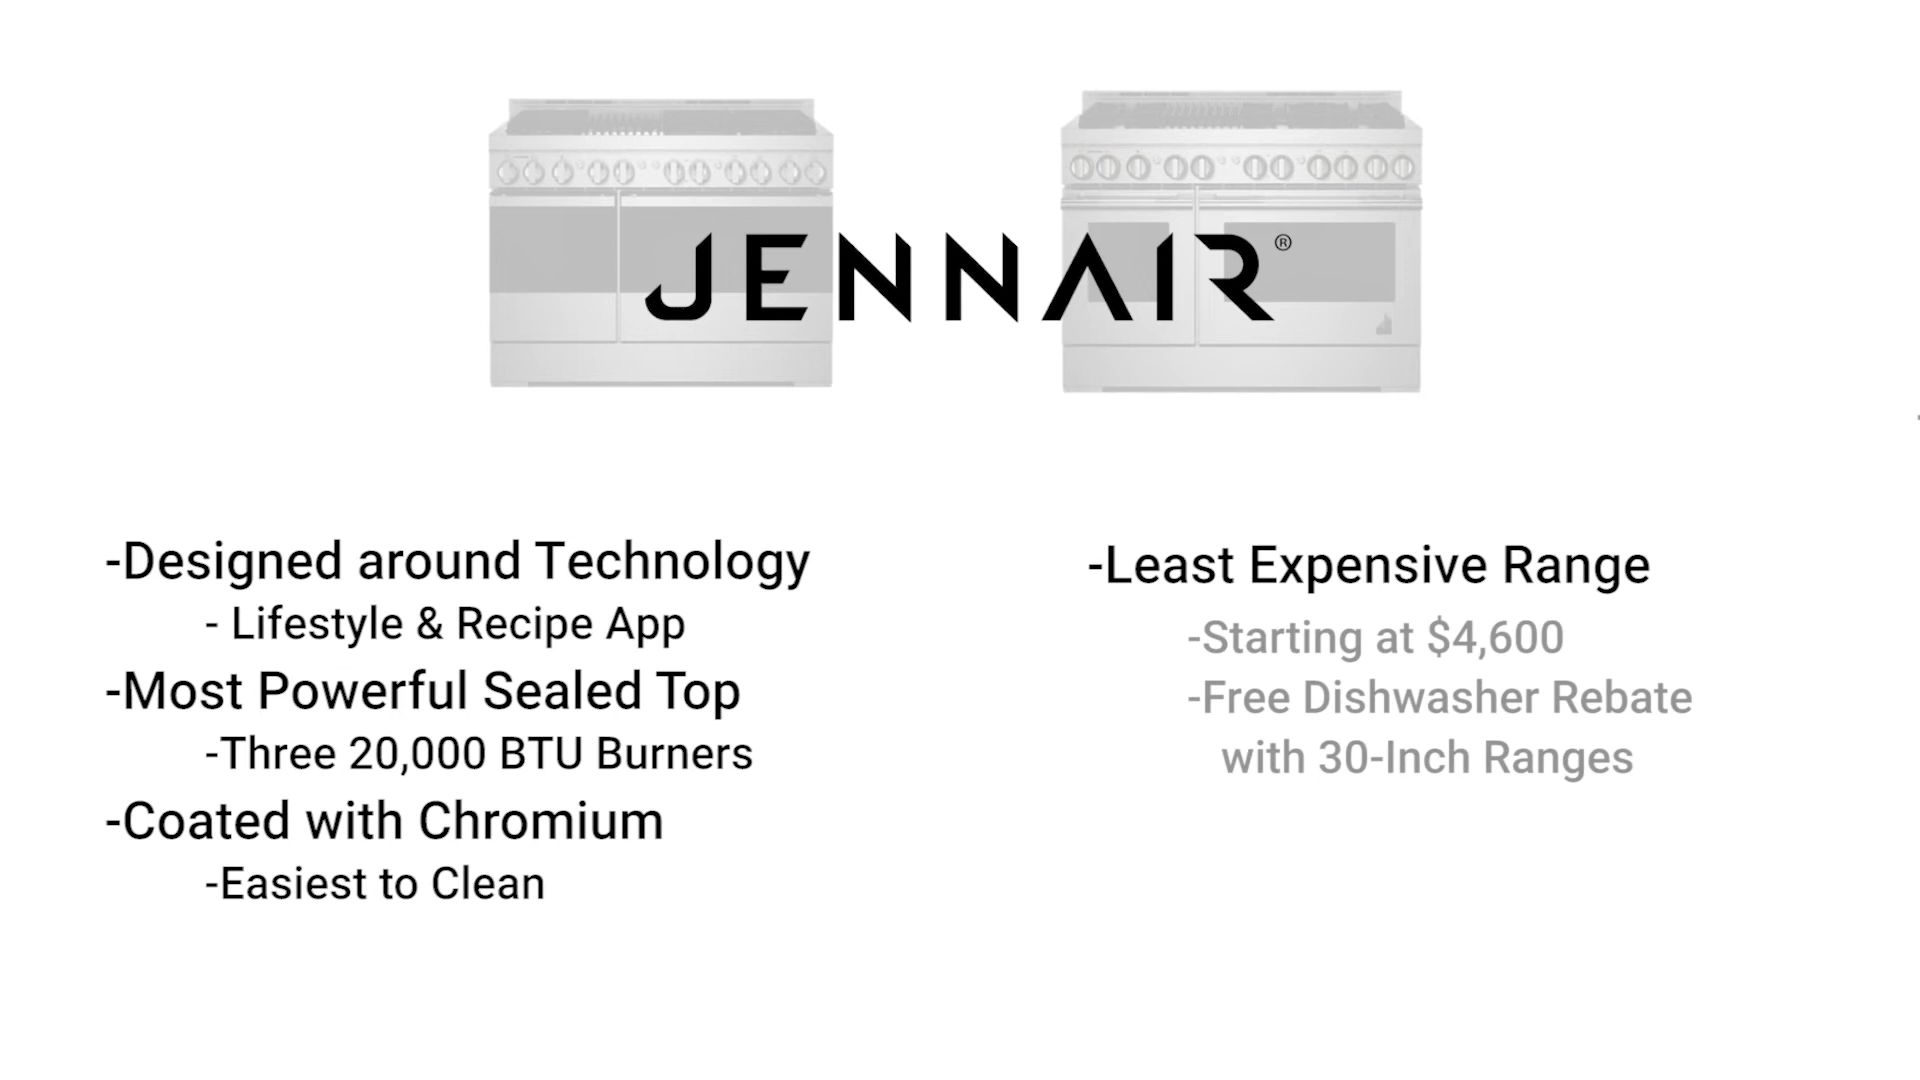 JENNAIR®
-Designed around Technology
- Lifestyle & Recipe App
-Most Powerful Sealed Top
-Three 20,000 BTU Burners
-Coated with Chromium
-Easiest to Clean
-Least Expensive Range
-Starting at $4,600
-Free Dishwasher Rebate
with 30-Inch Ranges